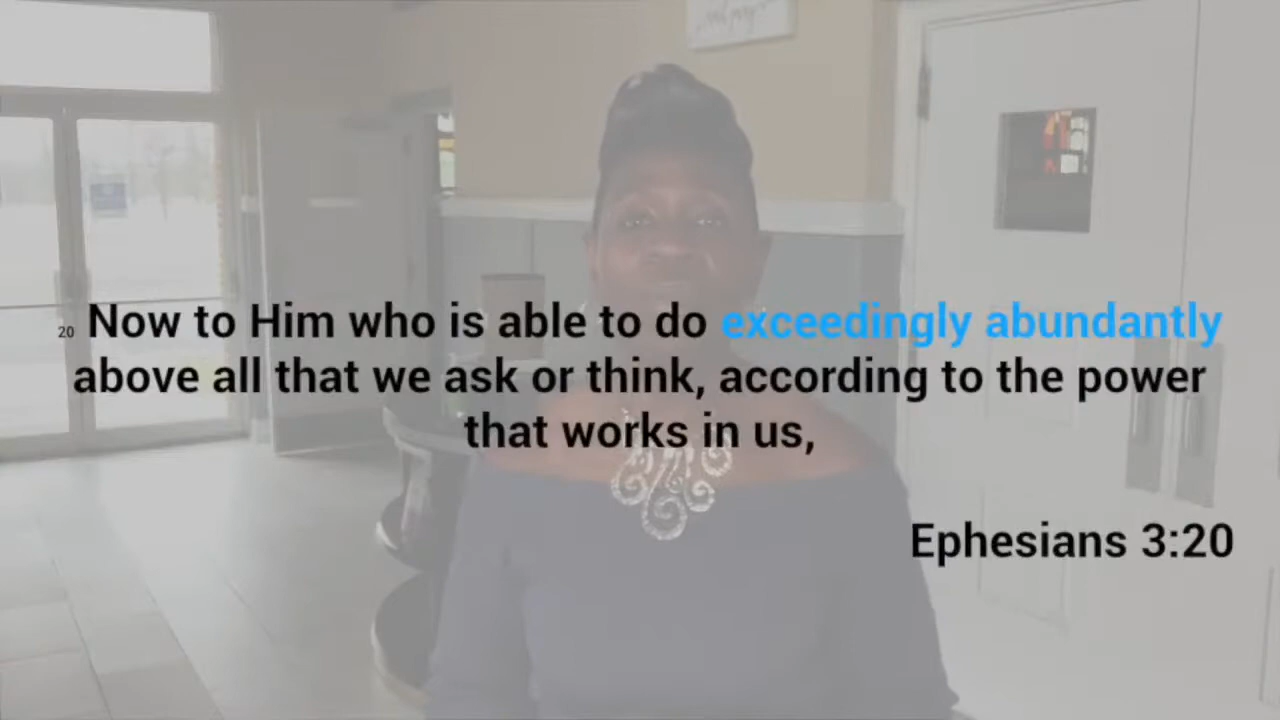 20 Now to Him who is able to do exceedingly abundantly
above all that we ask or think, according to the power
that works in us,
Ephesians 3:20